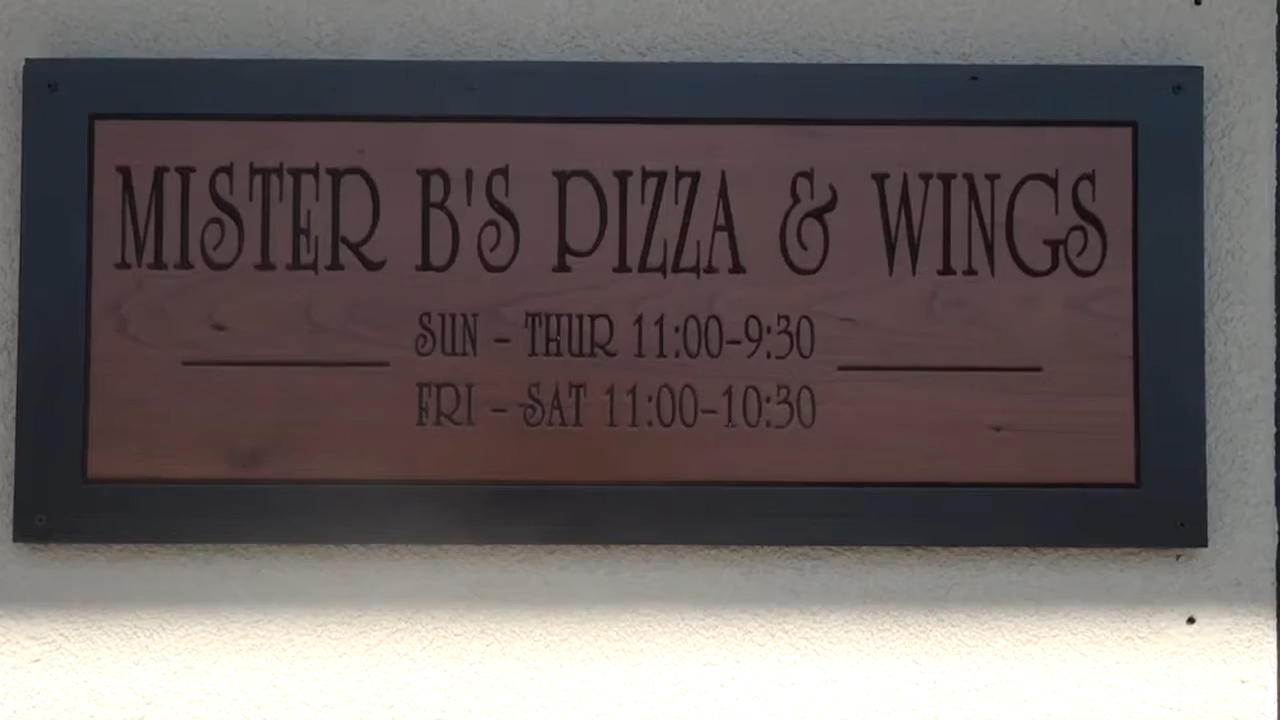 MISTER B'S PIZZA & WINGS
SUN - THUR 11:00-9:30
FRI - SAT 11:00-10:30